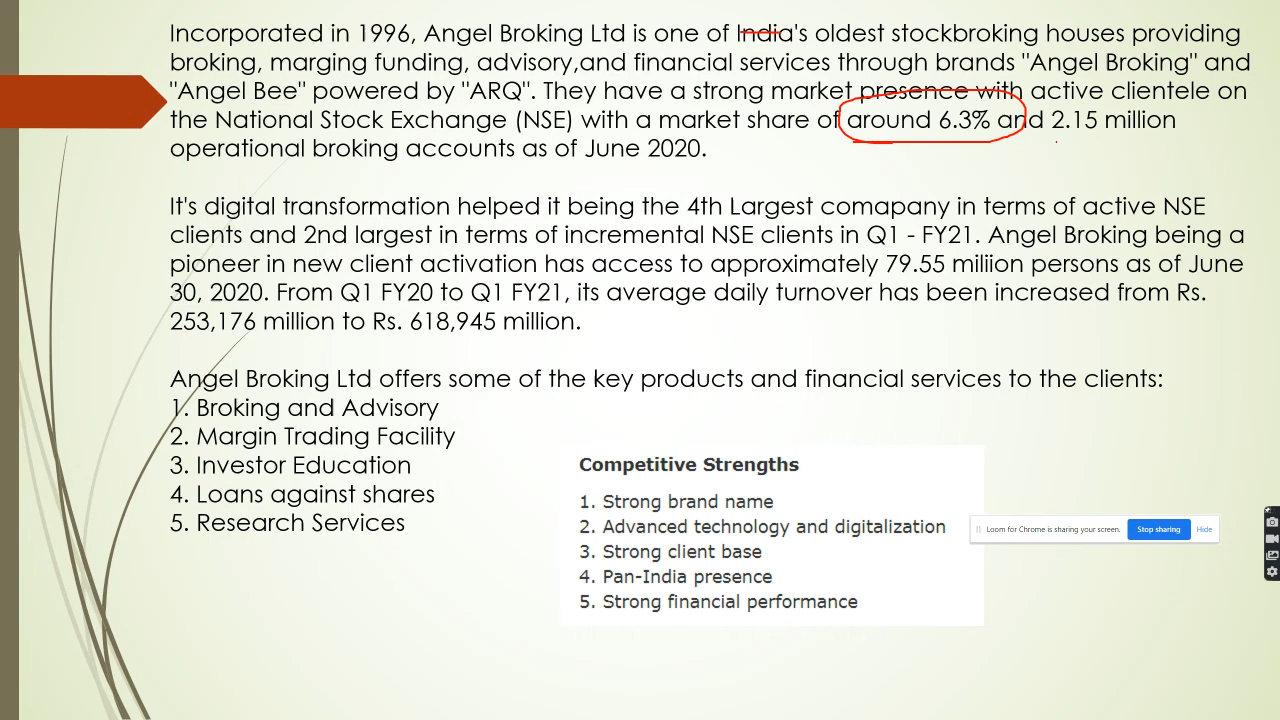 Incorporated in 1996, Angel Broking Ltd is one of India's oldest stockbroking houses providing
broking, marging funding, advisory,and financial services through brands "Angel Broking" and
"Angel Bee" powered by "ARQ". They have a strong market presence with active clientele on
the National Stock Exchange (NSE) with a market share of around 6.3% and 2.15 million
operational broking accounts as of June 2020.
It's digital transformation helped it being the 4th Largest comapany in terms of active NSE
clients and 2nd largest in terms of incremental NSE clients in Q1 - FY21. Angel Broking being a
pioneer in new client activation has access to approximately 79.55 miliion persons as of June
30, 2020. From Q1 FY20 to Q1 FY21, its average daily turnover has been increased from Rs.
253,176 million to Rs. 618,945 million.
Angel Broking Ltd offers some of the key products and financial services to the clients:
1. Broking and Advisory
2. Margin Trading Facility
3. Investor Education
4. Loans against shares
5. Research Services
Competitive Strengths
1. Strong brand name
2. Advanced technology and digitalization
3. Strong client base
4. Pan-India presence
5. Strong financial performance
Loom for Chrome is sharing your screen. Stop sharing Hide